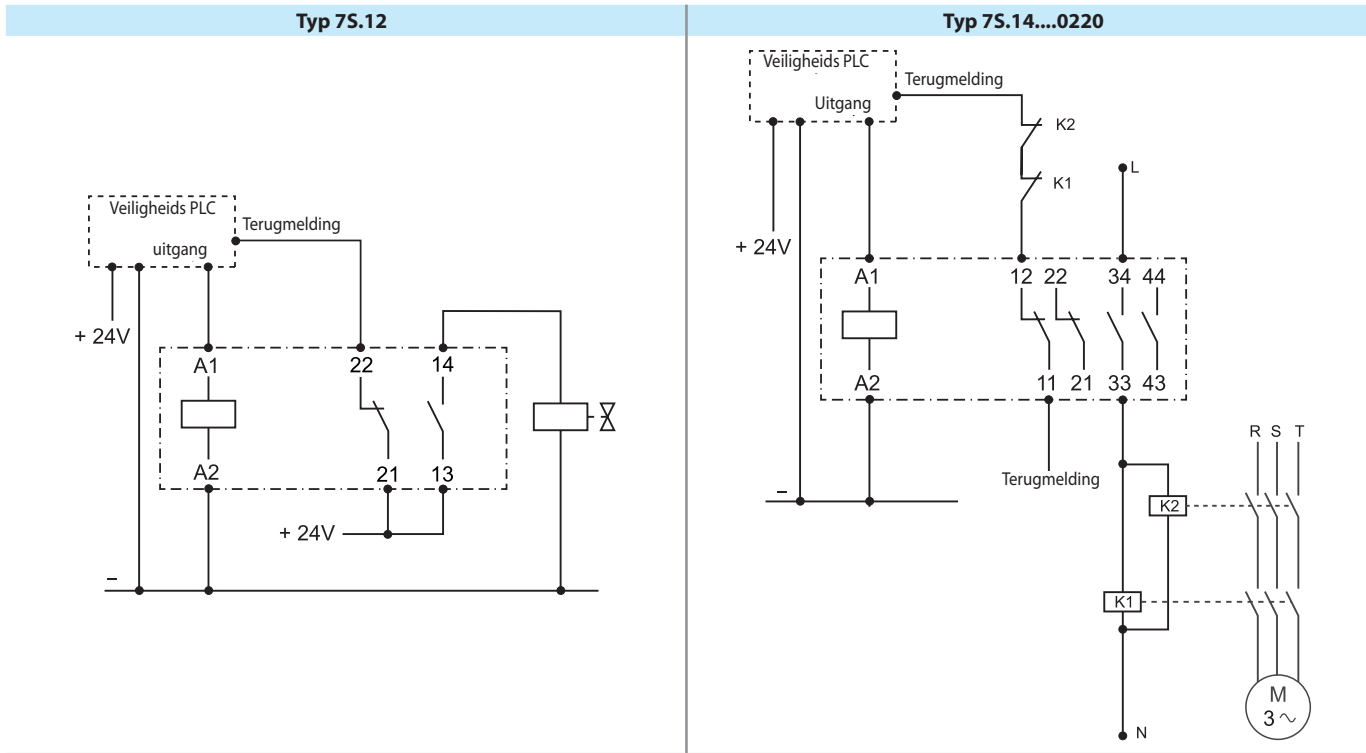 Typ 7S.12
Veiligheids PLC
uitgang
Terugmelding
+ 24V
A1
22
14
A2
21
13
+ 24V
–
Typ 7S.14....0220
Veiligheids PLC
Uitgang
Terugmelding
K2
K1
L
+ 24V
A1
12 22
34 44
A2
11 21
33 43
Terugmelding
–
R S T
K2
K1
M
3 ~
N